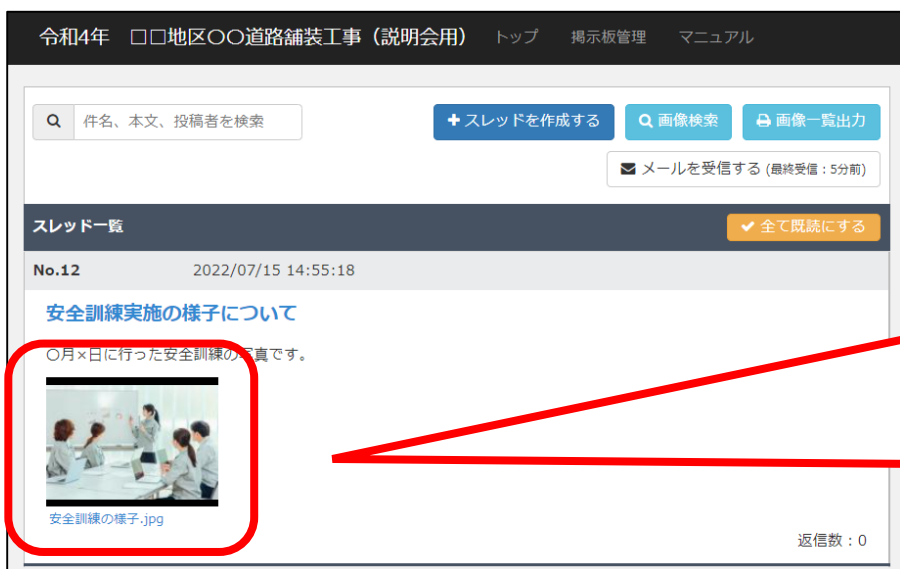 令和4年 □□地区〇〇道路舗装工事（説明会用） トップ 掲示板管理 マニュアル
件名、本文、投稿者を検索 スレッドを作成する 画像検索 画像一覧出力
メールを受信する (最終受信：5分前)
スレッド一覧 全て既読にする
No.12 2022/07/15 14:55:18
安全訓練実施の様子について
〇月×日に行った安全訓練の写真です。
安全訓練の様子.jpg
返信数：0